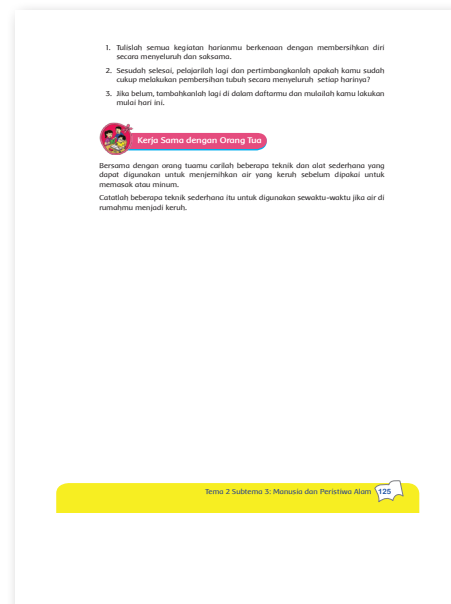 1. Tulislah semua kegiatan harianmu berkenaan dengan membersihkan diri
secara menyeluruh dan saksama.
2. Sesudah selesai, pelajarilah lagi dan pertimbangkanlah apakah kamu sudah
cukup melakukan pembersihan tubuh secara menyeluruh setiap harinya?
3. Jika belum, tambahkanlah lagi di dalam daftarmu dan mulailah kamu lakukan
mulai hari ini.
Kerja Sama dengan Orang Tua
Bersama dengan orang tuamu carilah beberapa teknik dan alat sederhana yang
dapat digunakan untuk menjernihkan air yang keruh sebelum dipakai untuk
memasak atau minum.
Catatlah beberapa teknik sederhana itu untuk digunakan sewaktu-waktu jika air di
rumahmu menjadi keruh.
Tema 2 Subtema 3: Manusia dan Peristiwa Alam 125